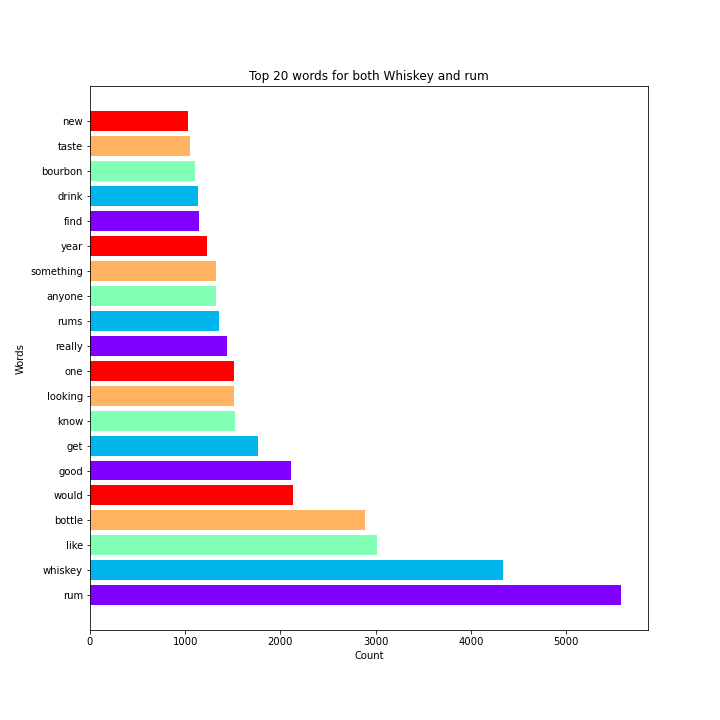 Top 20 words for both Whiskey and rum
new
taste
bourbon
drink
find
year
something
anyone
rums
really
one
looking
know
get
good
would
bottle
like
whiskey
rum
Words
0 1000 2000 3000 4000 5000
Count